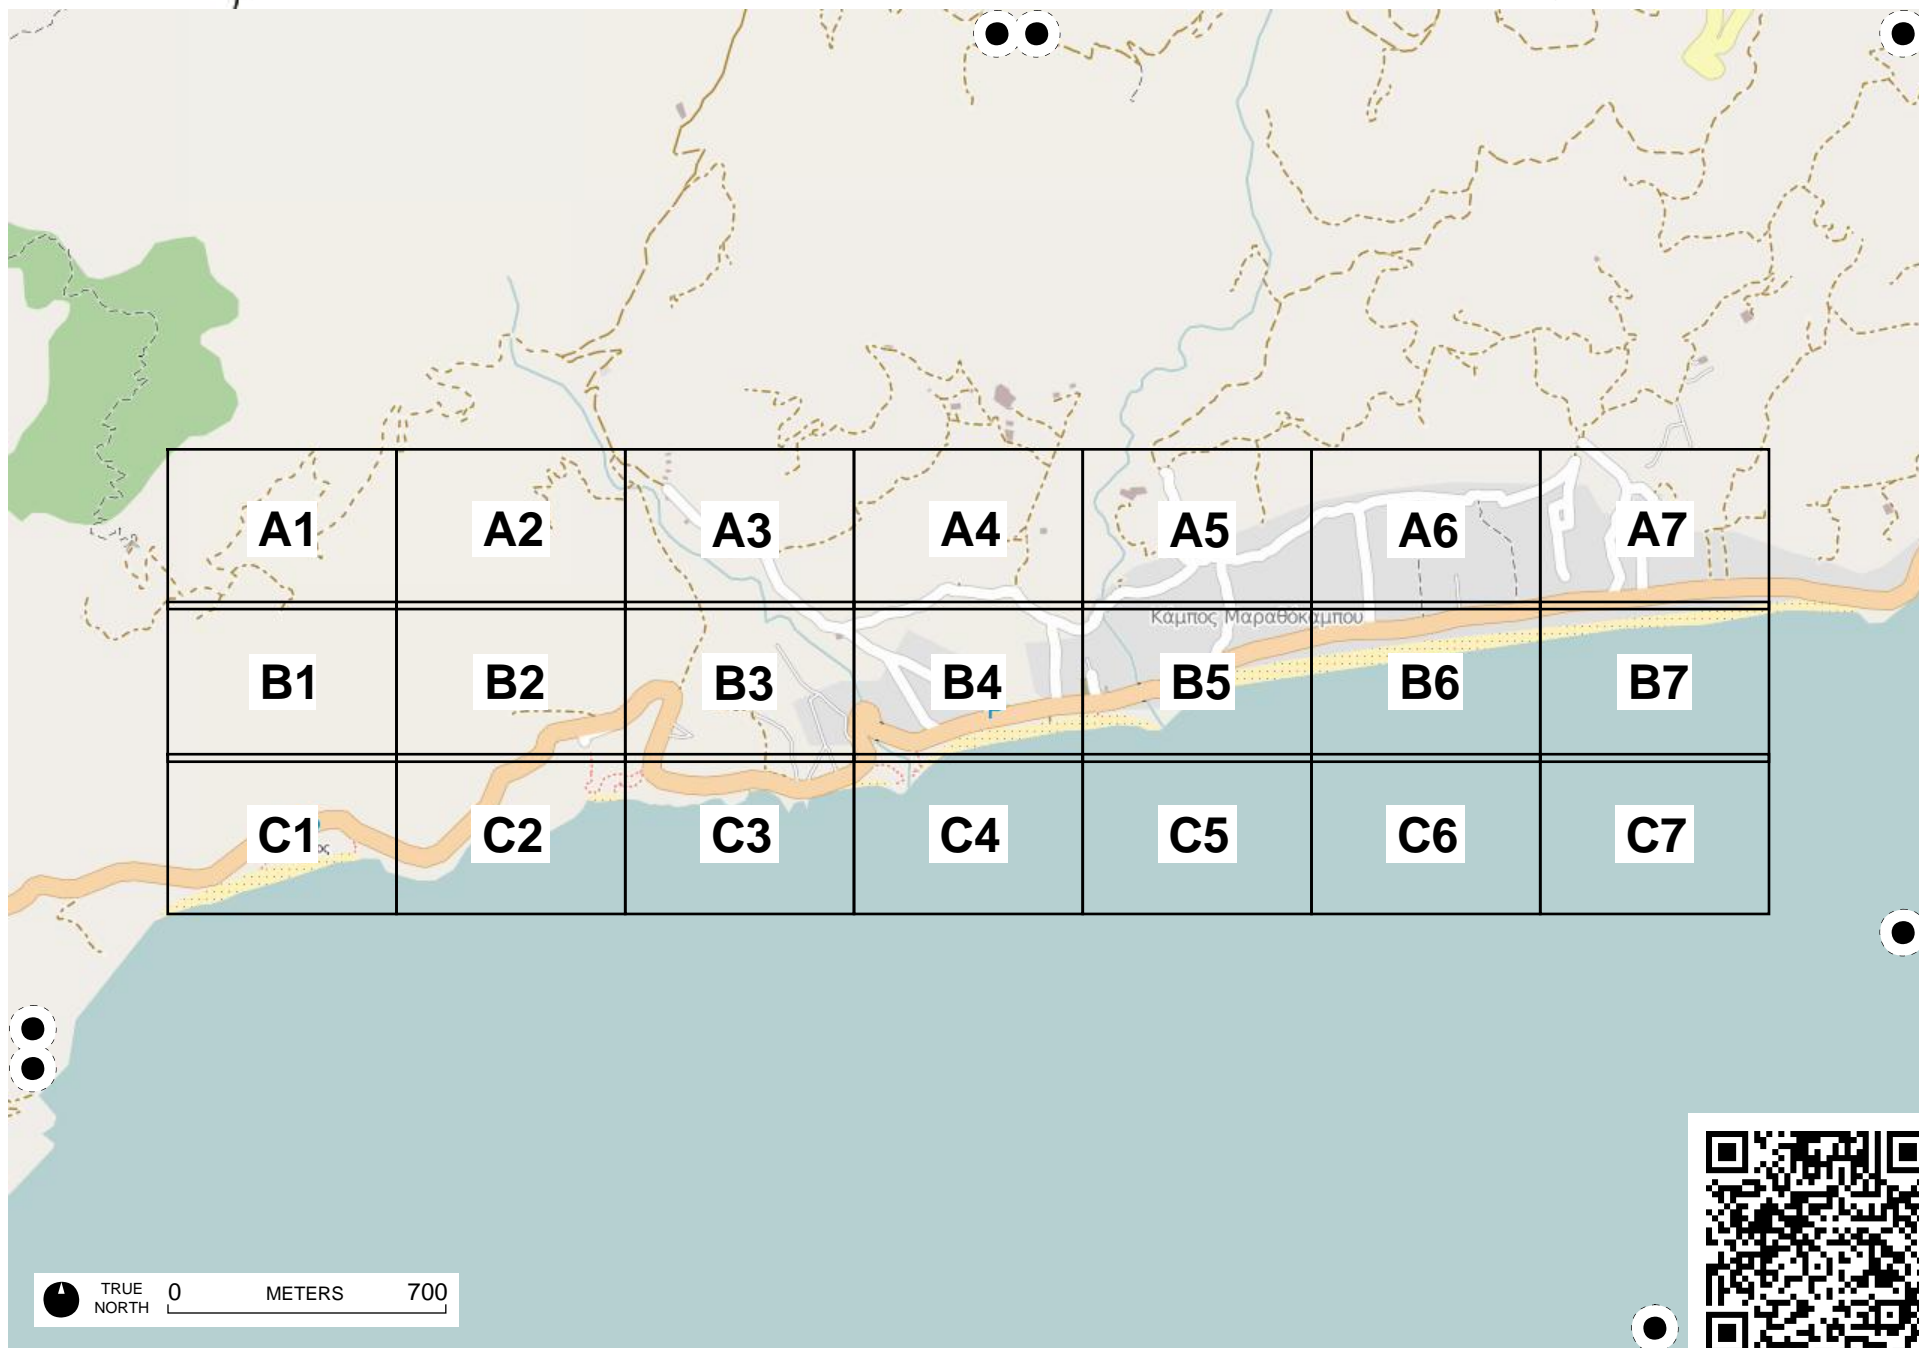 A1 A2 A3 A4 A5 A6 A7
Κάμπος Μαραθοκάμπου
B1 B2 B3 B4 B5 B6 B7
P
C1 C2 C3 C4 C5 C6 C7
ος
TRUE NORTH 0 METERS 700